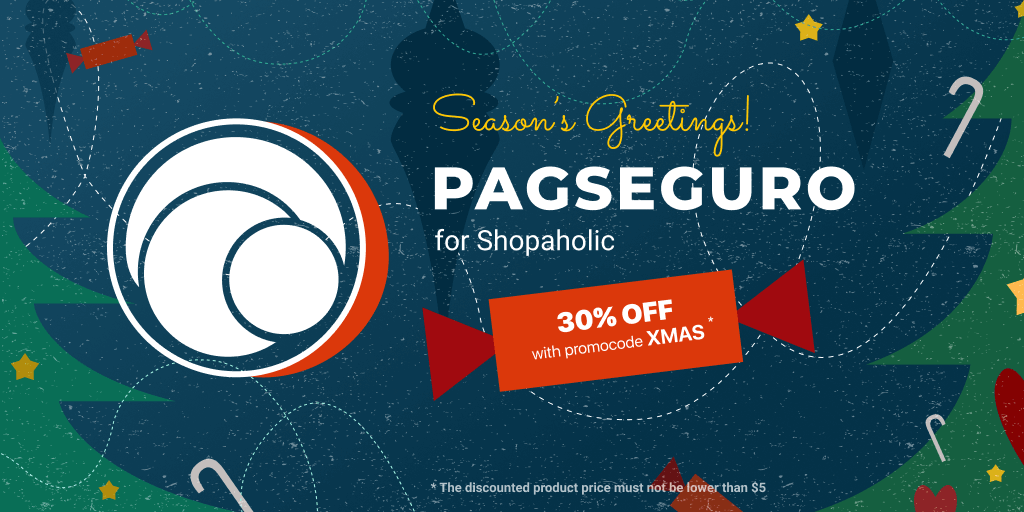 Season's Greetings!
PAGSEGURO
for Shopaholic
30% OFF
with promocode XMAS *
* The discounted product price must not be lower than $5